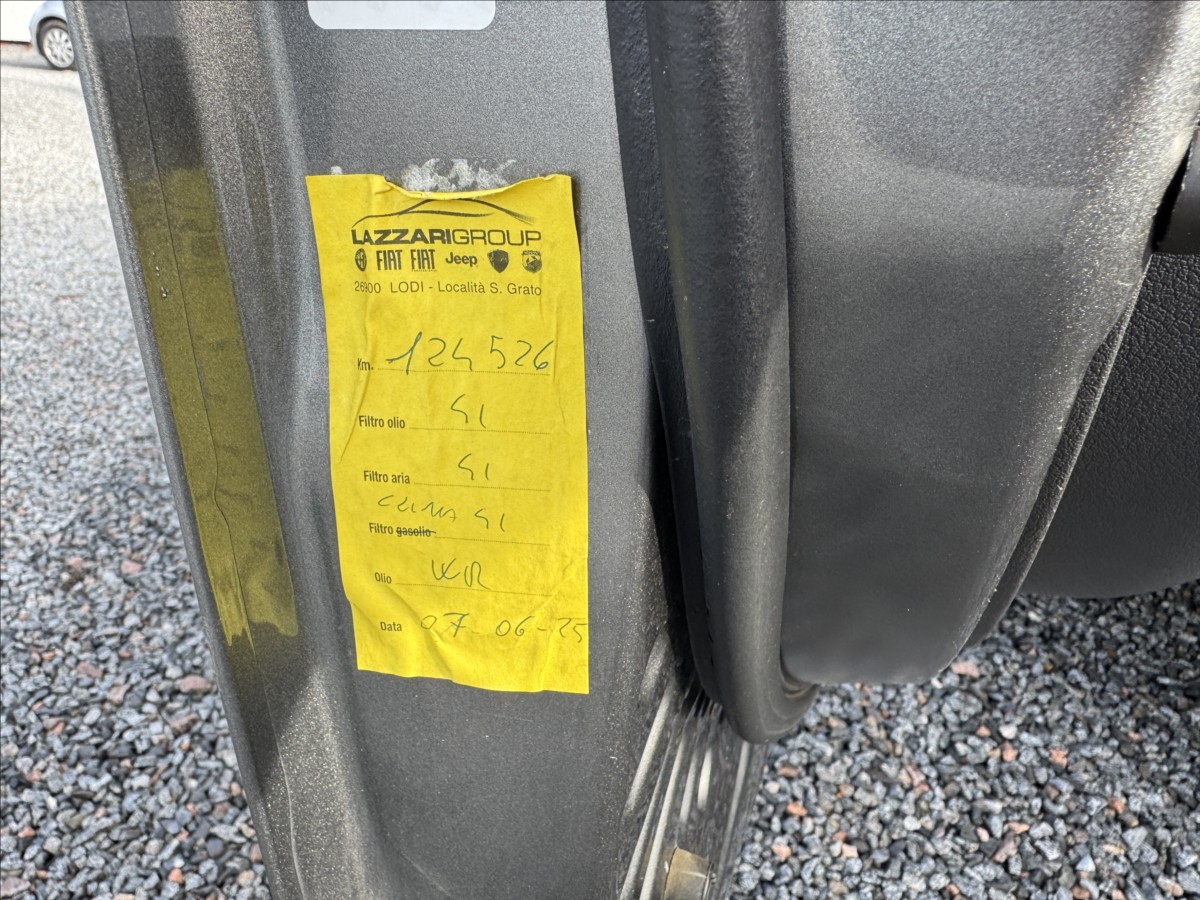 LAZZARIGROUP
FIAT FIAT Jeep
26900 LODI - Località S. Grato
Km. 124526
Filtro olio SI
Filtro aria SI
CLIMA SI
Filtro gasolio
Olio WR
Data 07 06-25